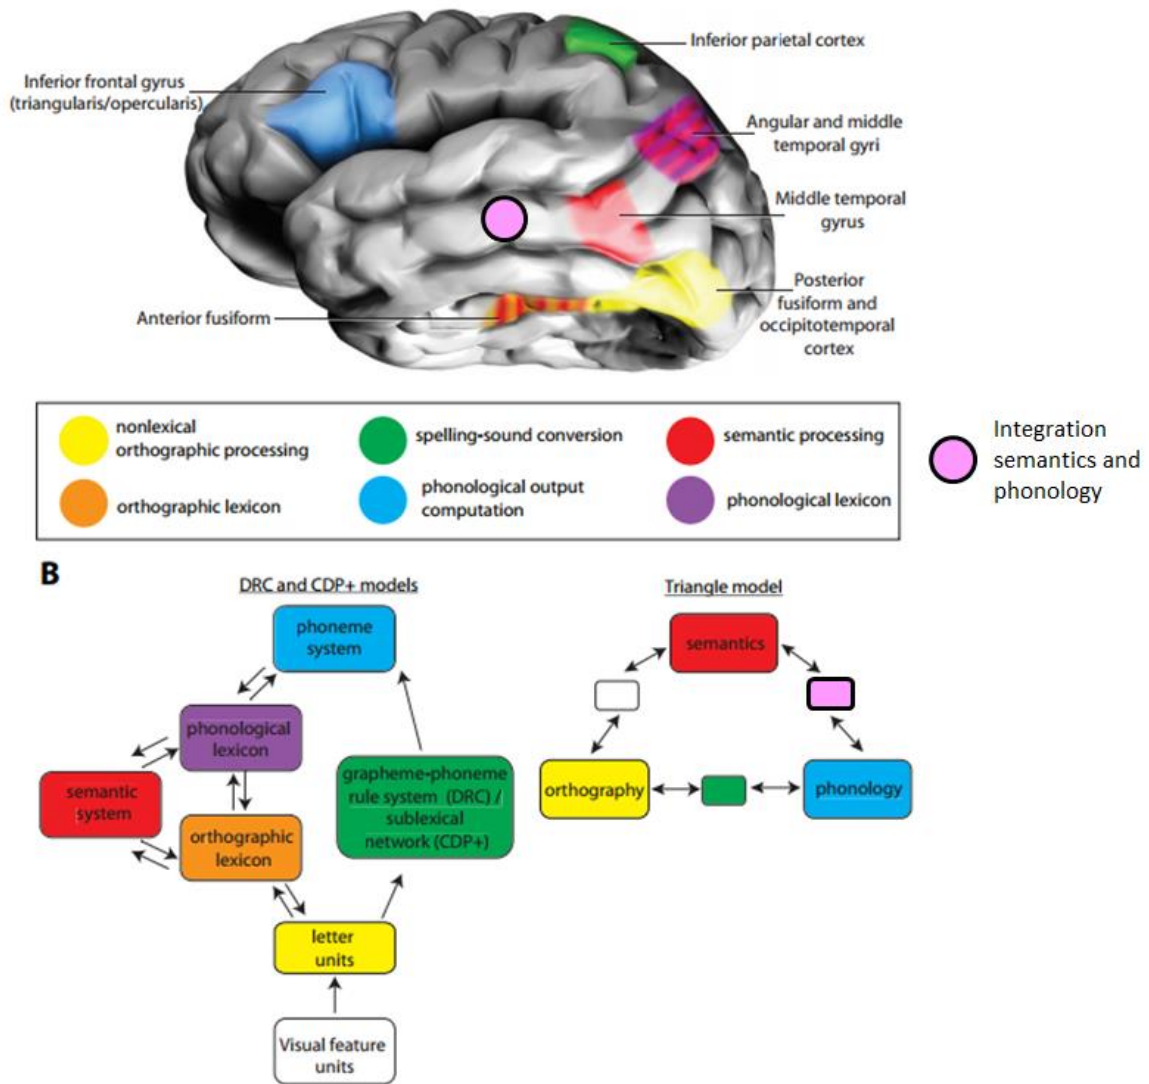 Inferior parietal cortex
Inferior frontal gyrus
(triangularis/opercularis)
Angular and middle
temporal gyri
Middle temporal
gyrus
Posterior
fusiform and
occipitotemporal
cortex
Anterior fusiform
nonlexical
orthographic processing
spelling-sound conversion
semantic processing
orthographic lexicon
phonological output
computation
phonological lexicon
Integration
semantics and
phonology
B
DRC and CDP+ models
phoneme
system
phonological
lexicon
semantic
system
orthographic
lexicon
grapheme-phoneme
rule system (DRC) /
sublexical
network (CDP+)
letter
units
Visual feature
units
Triangle model
semantics
orthography
phonology